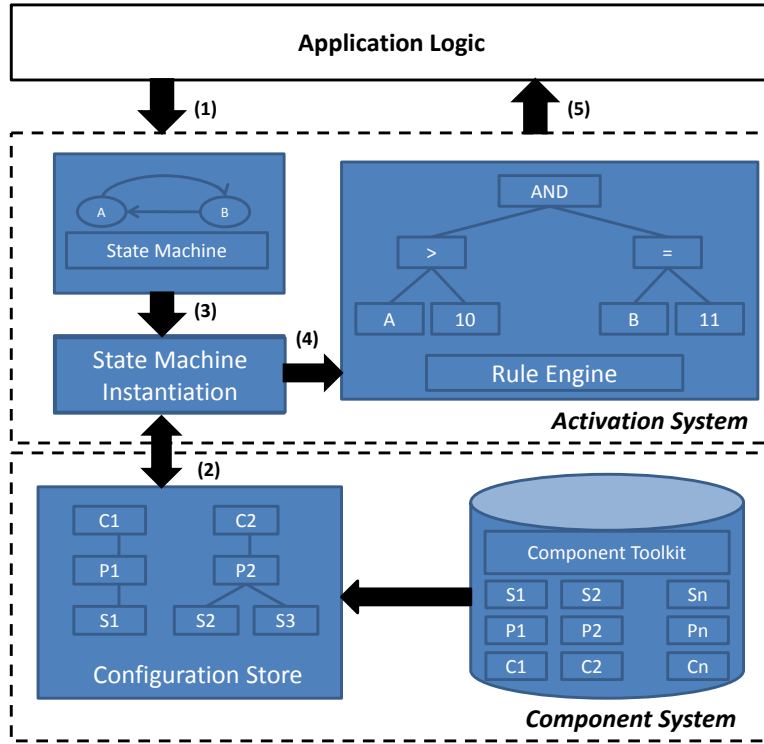 Application Logic
(1)
(5)
A
B
State Machine
AND
>
=
A
10
B
11
Rule Engine
(3)
(4)
State Machine
Instantiation
Activation System
(2)
C1
C2
P1
P2
S1
S2
S3
Configuration Store
Component Toolkit
S1
S2
Sn
P1
P2
Pn
C1
C2
Cn
Component System